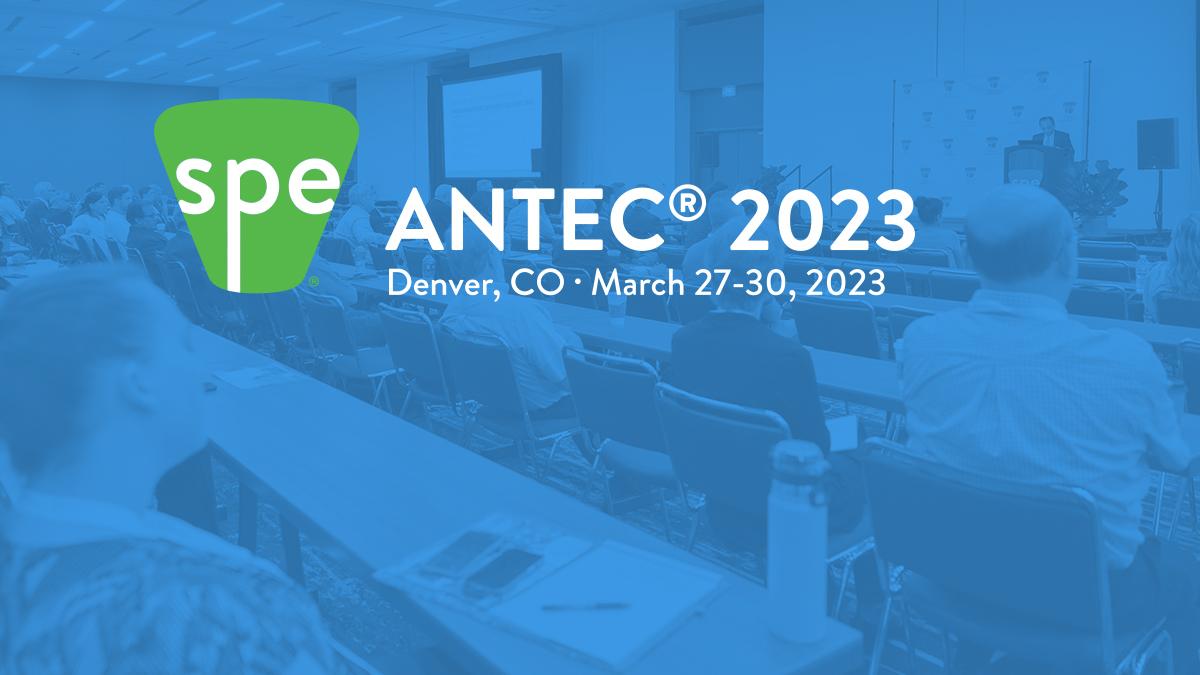 spe
®
ANTEC® 2023
Denver, CO · March 27-30, 2023